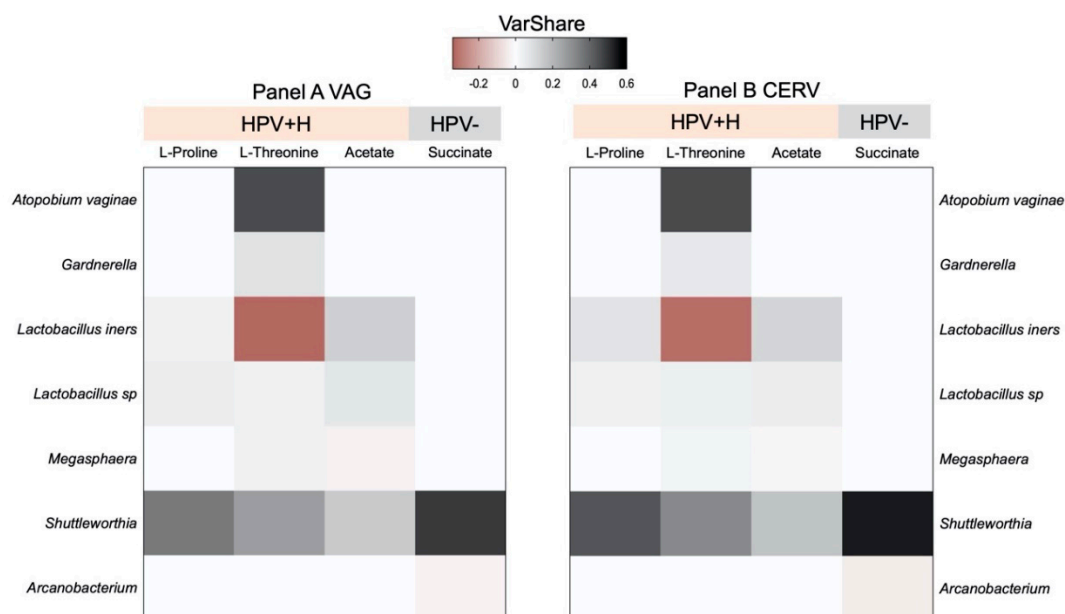 VarShare
-0.2 0 0.2 0.4 0.6
Panel A VAG Panel B CERV
HPV+H HPV- HPV+H HPV-
L-Proline L-Threonine Acetate Succinate L-Proline L-Threonine Acetate Succinate
Atopobium vaginae Atopobium vaginae
Gardnerella Gardnerella
Lactobacillus iners Lactobacillus iners
Lactobacillus sp Lactobacillus sp
Megasphaera Megasphaera
Shuttleworthia Shuttleworthia
Arcanobacterium Arcanobacterium